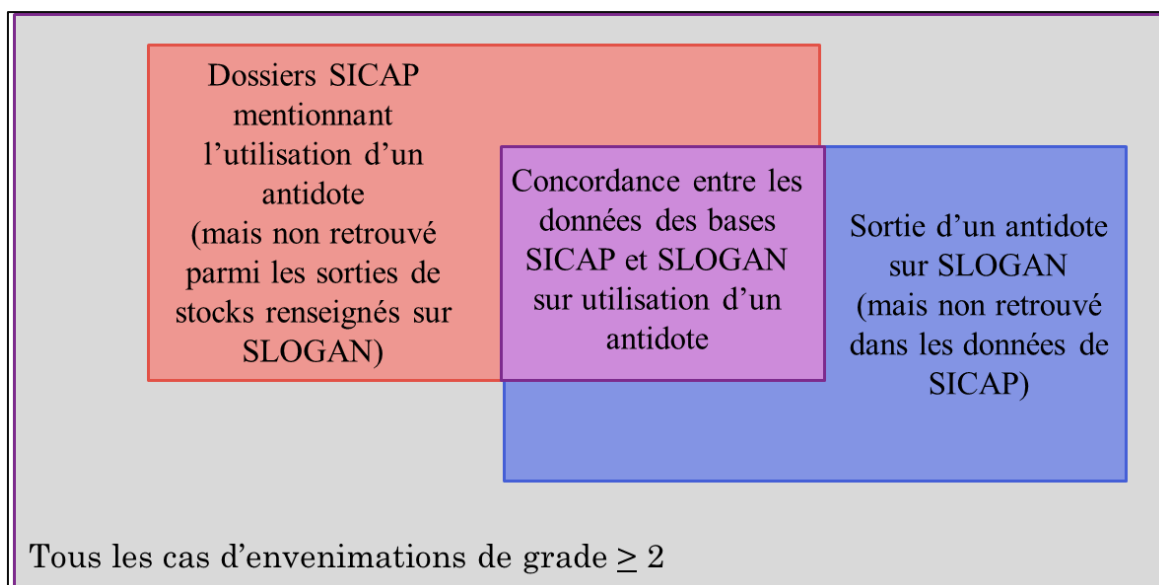 Dossiers SICAP
mentionnant
l’utilisation d’un
antidote
(mais non retrouvé
parmi les sorties de
stocks renseignés sur
SLOGAN)
Concordance entre les
données des bases
SICAP et SLOGAN
sur utilisation d’un
antidote
Sortie d’un antidote
sur SLOGAN
(mais non retrouvé
dans les données de
SICAP)
Tous les cas d’envenimations de grade ≥ 2